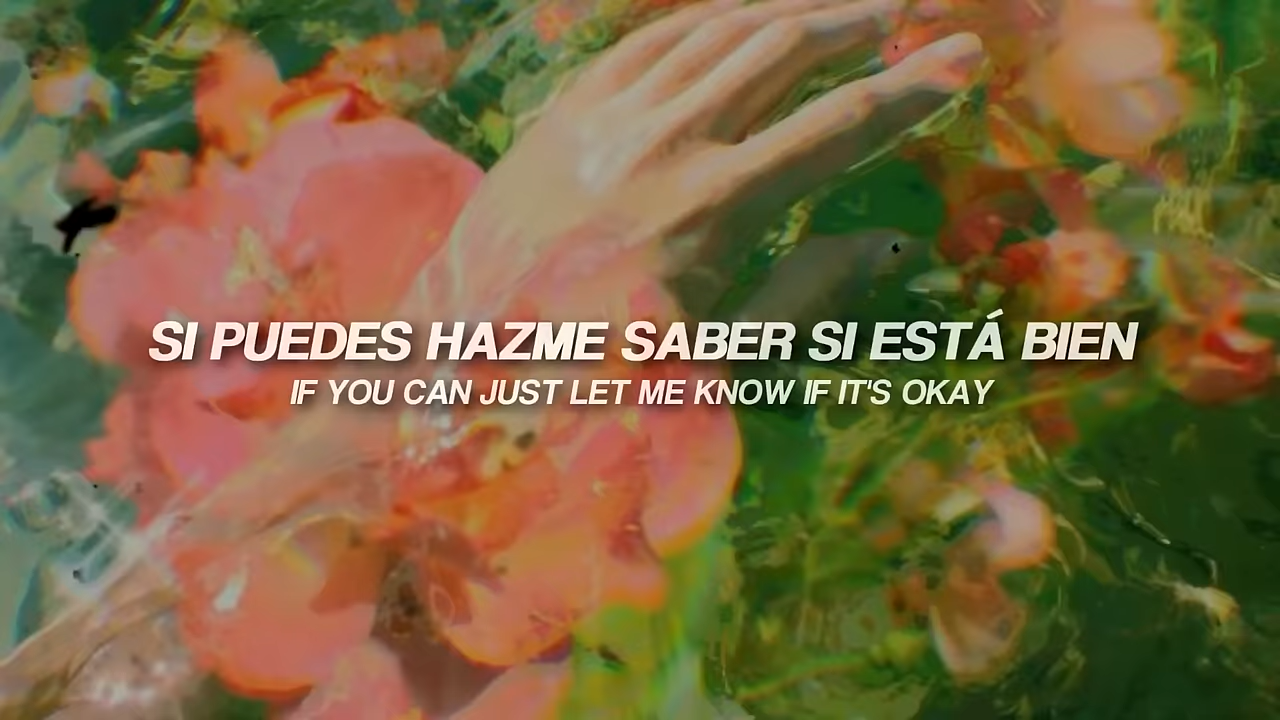 SI PUEDES HAZME SABER SI ESTÁ BIEN
IF YOU CAN JUST LET ME KNOW IF IT'S OKAY